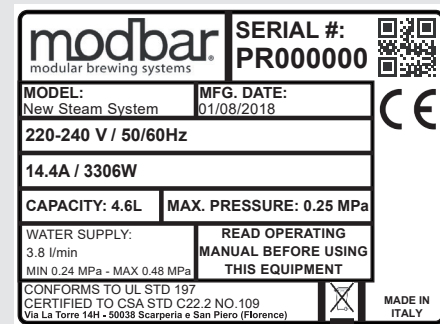 modbar.
modular brewing systems
SERIAL #:
PR000000
MODEL:
New Steam System
MFG. DATE:
01/08/2018
220-240 V / 50/60Hz
14.4A / 3306W
CAPACITY: 4.6L
MAX. PRESSURE: 0.25 MPa
WATER SUPPLY:
3.8 l/min
MIN 0.24 MPa - MAX 0.48 MPa
READ OPERATING
MANUAL BEFORE USING
THIS EQUIPMENT
CONFORMS TO UL STD 197
CERTIFIED TO CSA STD C22.2 NO.109
Via La Torre 14H - 50038 Scarperia e San Piero (Florence)
CE
MADE IN
ITALY